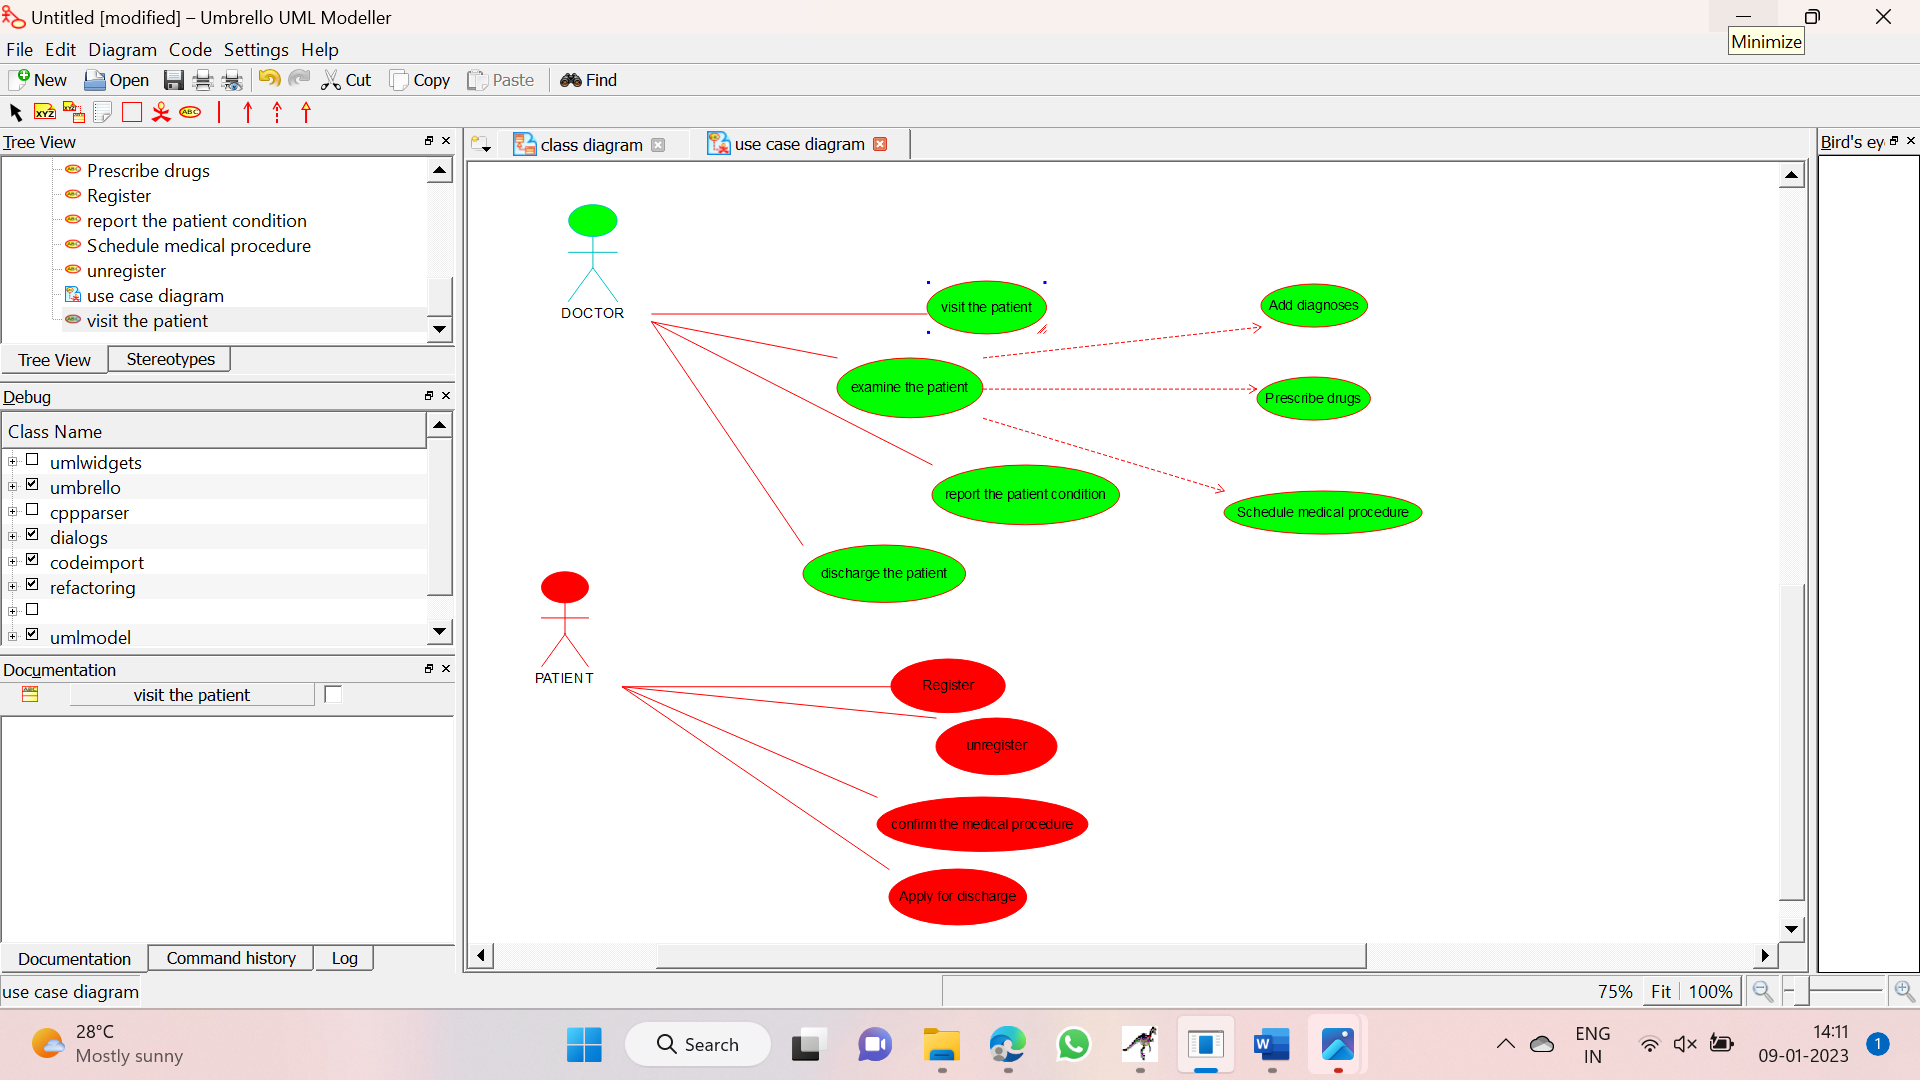 Untitled [modified] – Umbrello UML Modeller
Minimize
File Edit Diagram Code Settings Help
New Open Cut Copy Paste Find
XYZ XYZ ABC
Tree View
Prescribe drugs
Register
report the patient condition
Schedule medical procedure
unregister
use case diagram
visit the patient
Tree View Stereotypes
Debug
Class Name
umlwidgets
umbrello
cppparser
dialogs
codeimport
refactoring
umlmodel
Documentation
visit the patient
Documentation Command history Log
use case diagram
class diagram use case diagram
Bird's ey
DOCTOR
visit the patient
Add diagnoses
examine the patient
Prescribe drugs
report the patient condition
Schedule medical procedure
discharge the patient
PATIENT
Register
unregister
confirm the medical procedure
Apply for discharge
75% Fit 100%
28°C
Mostly sunny
Search
W
ENG
IN
14:11
09-01-2023
1